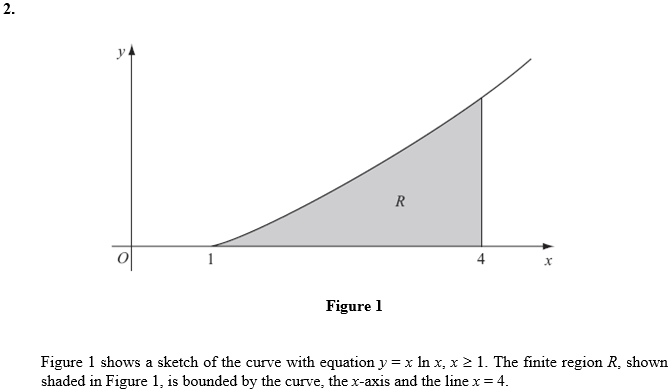 2.
y
R
O 1 4 x
Figure 1
Figure 1 shows a sketch of the curve with equation y = x ln x, x ≥ 1. The finite region R, shown
shaded in Figure 1, is bounded by the curve, the x-axis and the line x = 4.